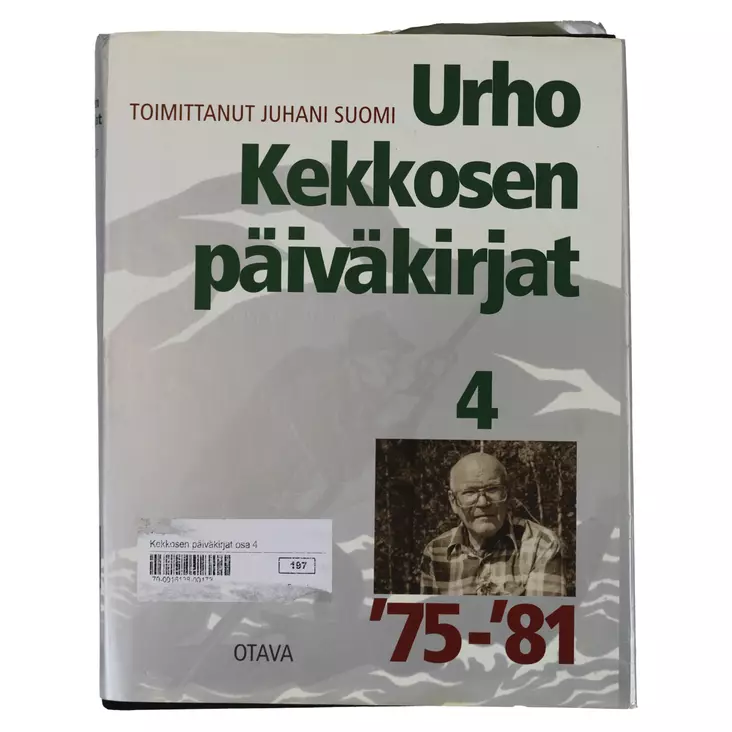 TOIMITTANUT JUHANI SUOMI
Urho
Kekkosen
päiväkirjat
4
Kekkosen päiväkirjat osa 4
197
'75-'81
OTAVA